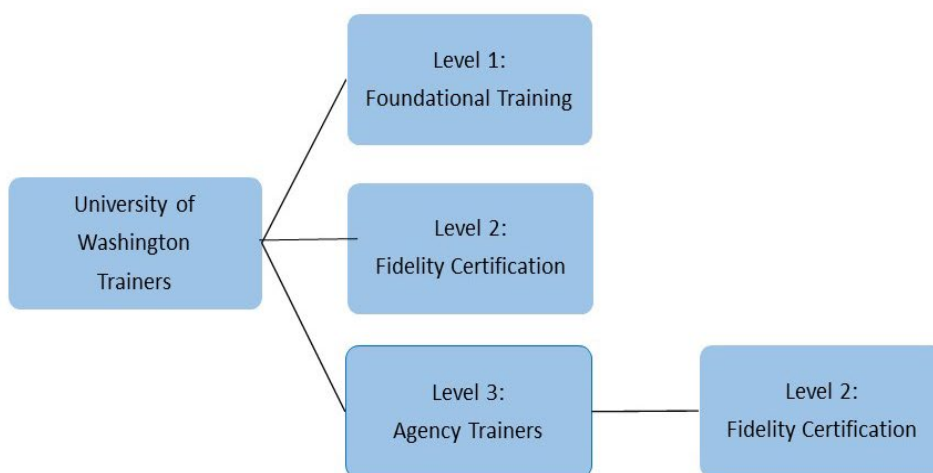 Level 1:
Foundational Training
University of
Washington
Trainers
Level 2:
Fidelity Certification
Level 3:
Agency Trainers
Level 2:
Fidelity Certification